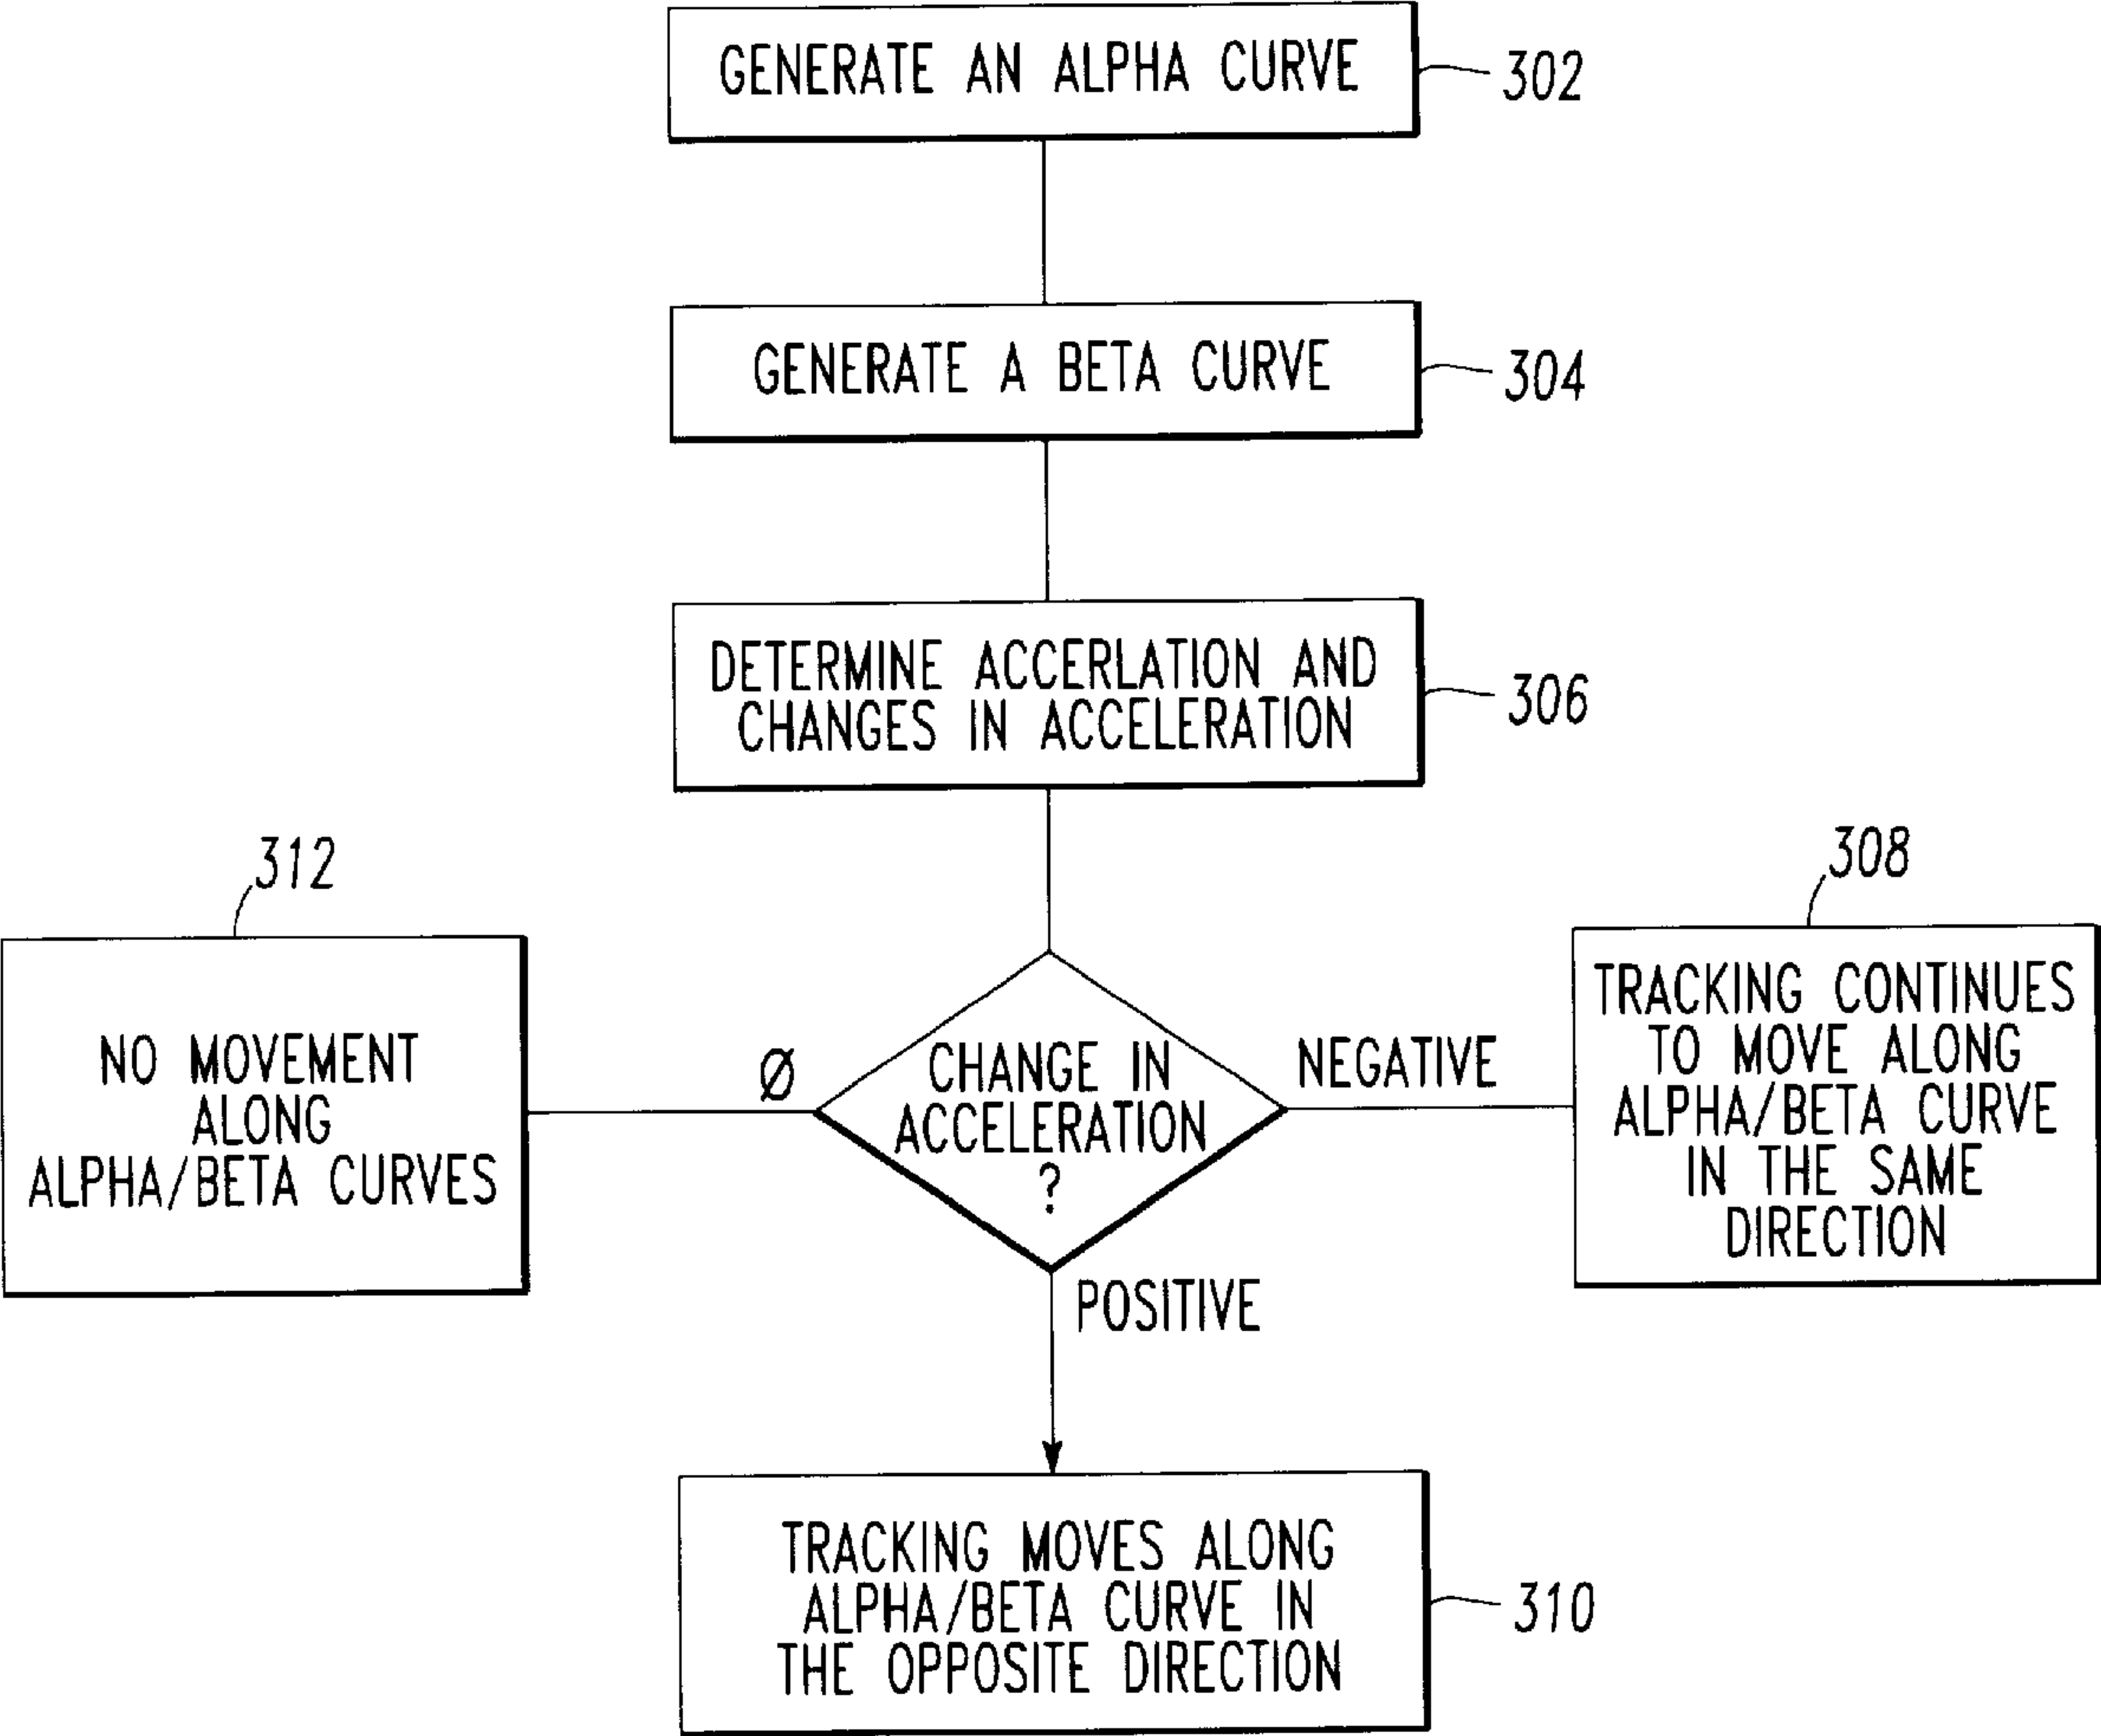 GENERATE AN ALPHA CURVE
302
GENERATE A BETA CURVE
304
DETERMINE ACCERLATION AND
CHANGES IN ACCELERATION
306
312
NO MOVEMENT
ALONG
ALPHA/BETA CURVES
Ø
CHANGE IN
ACCELERATION
?
NEGATIVE
308
TRACKING CONTINUES
TO MOVE ALONG
ALPHA/BETA CURVE
IN THE SAME
DIRECTION
POSITIVE
TRACKING MOVES ALONG
ALPHA/BETA CURVE IN
THE OPPOSITE DIRECTION
310